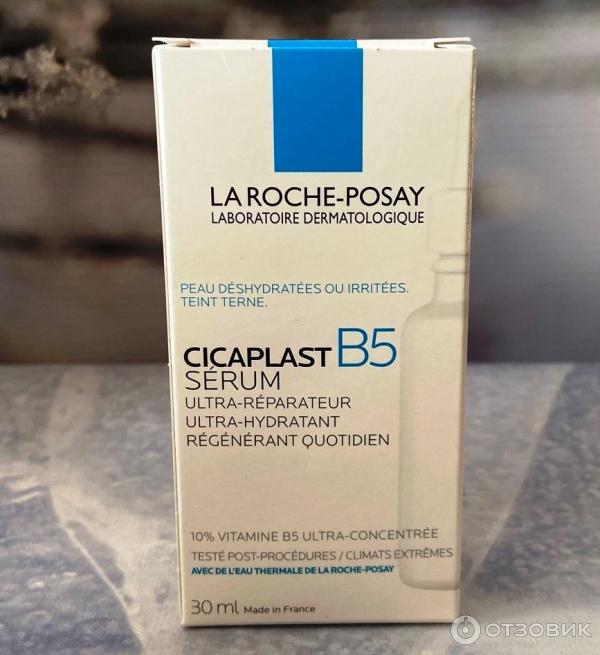 LA ROCHE-POSAY
LABORATOIRE DERMATOLOGIQUE
PEAU DÉSHYDRATÉES OU IRRITÉES.
TEINT TERNE.
CICAPLAST B5
SÉRUM
ULTRA-RÉPARATEUR
ULTRA-HYDRATANT
RÉGÉNÉRANT QUOTIDIEN
10% VITAMINE B5 ULTRA-CONCENTRÉE
TESTÉ POST-PROCÉDURES / CLIMATS EXTRÊMES
AVEC DE L'EAU THERMALE DE LA ROCHE-POSAY
30 ml Made in France
ОТЗОВИК